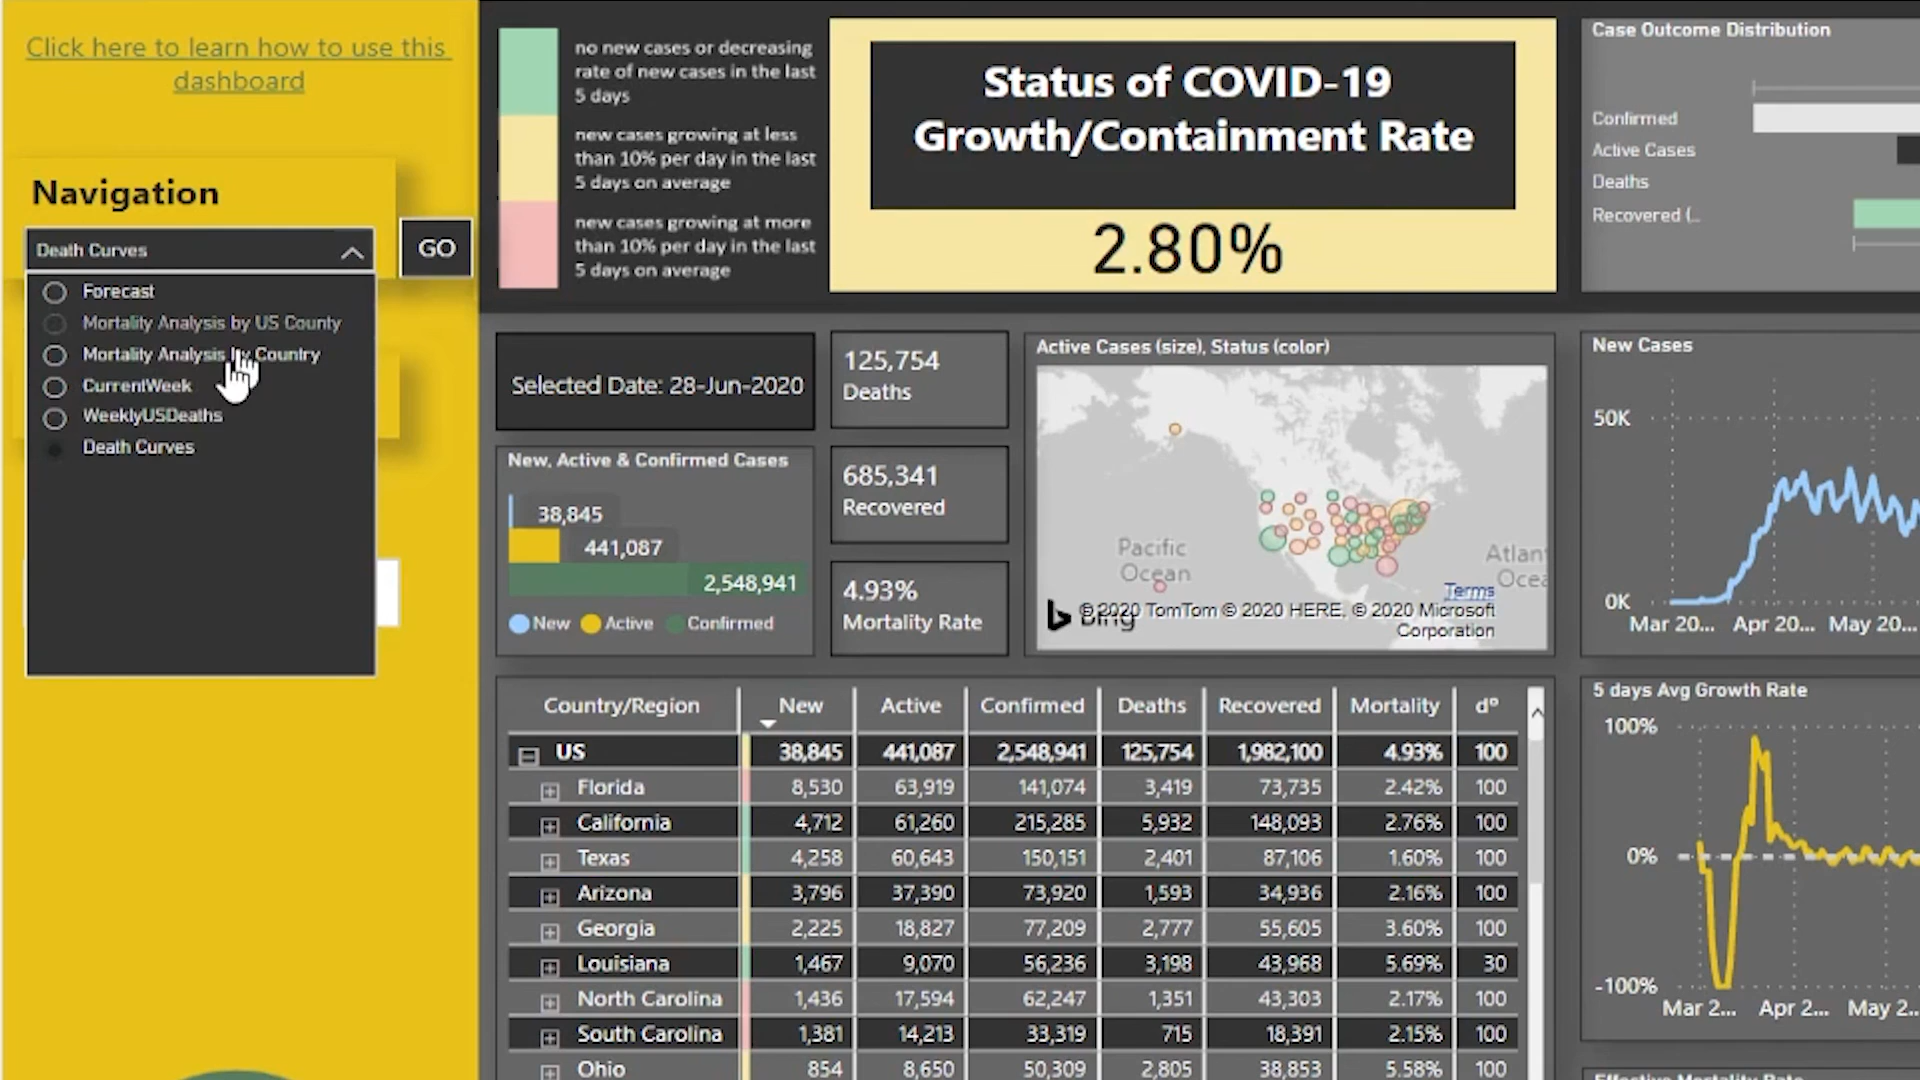 Click here to learn how to use this
dashboard
Navigation
Death Curves
GO
Forecast
Mortality Analysis by US County
Mortality Analysis by Country
CurrentWeek
WeeklyUSDeaths
Death Curves
no new cases or decreasing
rate of new cases in the last
5 days
new cases growing at less
than 10% per day in the last
5 days on average
new cases growing at more
than 10% per day in the last
5 days on average
Status of COVID-19
Growth/Containment Rate
2.80%
Case Outcome Distribution
Confirmed
Active Cases
Deaths
Recovered (...
Selected Date: 28-Jun-2020
125,754
Deaths
685,341
Recovered
4.93%
Mortality Rate
New, Active & Confirmed Cases
38,845
441,087
2,548,941
New Active Confirmed
Active Cases (size), Status (color)
Pacific
Ocean
Atlan
Ocea
Terms
Bing
© 2020 TomTom © 2020 HERE, © 2020 Microsoft
Corporation
New Cases
50K
0K
Mar 20... Apr 20... May 20...
Country/Region New Active Confirmed Deaths Recovered Mortality dº
US 38,845 441,087 2,548,941 125,754 1,982,100 4.93% 100
Florida 8,530 63,919 141,074 3,419 73,735 2.42% 100
California 4,712 61,260 215,285 5,932 148,093 2.76% 100
Texas 4,258 60,643 150,151 2,401 87,106 1.60% 100
Arizona 3,796 37,390 73,920 1,593 34,936 2.16% 100
Georgia 2,225 18,827 77,209 2,777 55,605 3.60% 100
Louisiana 1,467 9,070 56,236 3,198 43,968 5.69% 30
North Carolina 1,436 17,594 62,247 1,351 43,303 2.17% 100
South Carolina 1,381 14,213 33,319 715 18,391 2.15% 100
Ohio 854 8,650 50,309 2,805 38,853 5.58% 100
5 days Avg Growth Rate
100%
0%
-100%
Mar 2... Apr 2... May 2...
Effective Mortality Rate